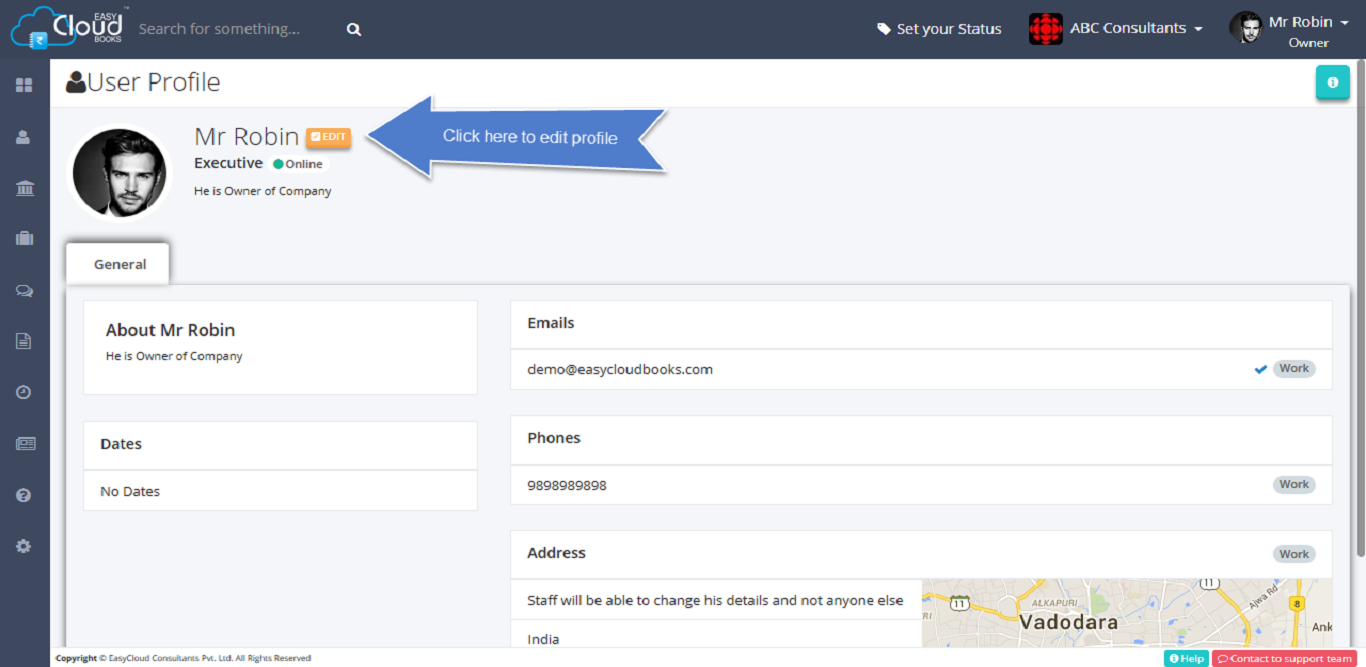 EASY
Cloud
BOOKS
™
Search for something...
Set your Status
ABC Consultants
Mr Robin
Owner
User Profile
Mr Robin
EDIT
Click here to edit profile
Executive
Online
He is Owner of Company
General
About Mr Robin
He is Owner of Company
Dates
No Dates
Emails
demo@easycloudbooks.com
Work
Phones
9898989898
Work
Address
Work
Staff will be able to change his details and not anyone else
India
11
ALKAPURI
Vadodara
11
Ajwa Rd
8
Ank
RI
Copyright © EasyCloud Consultants Pvt. Ltd. All Rights Reserved
Help
Contact to support team